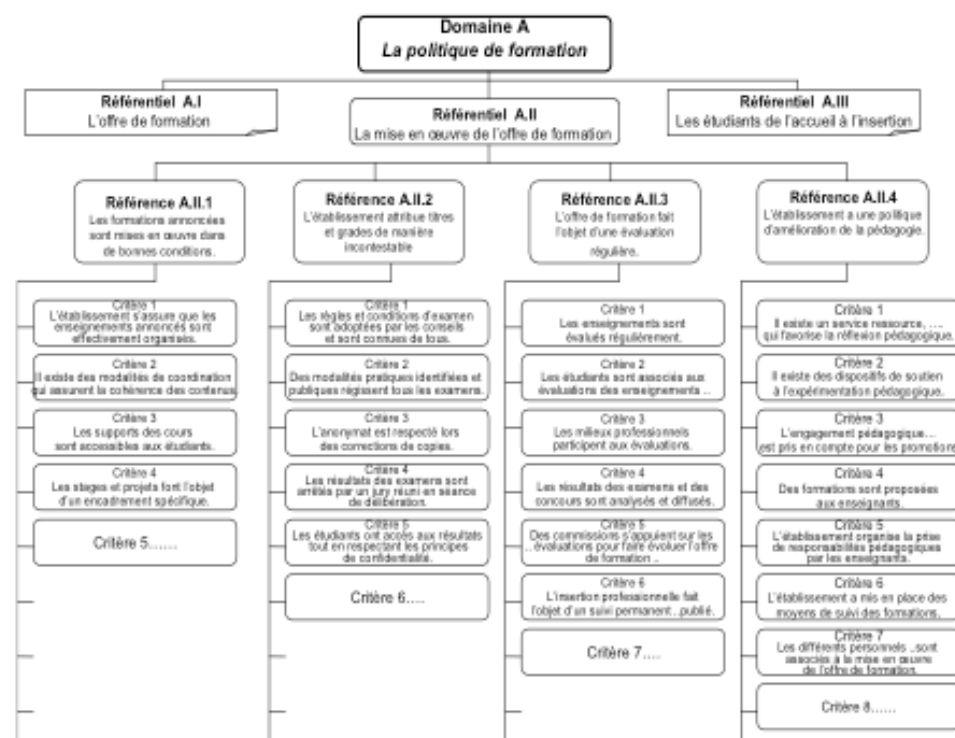 Domaine A
La politique de formation
Référentiel A.I
L'offre de formation
Référentiel A.II
La mise en œuvre de l'offre de formation
Référentiel A.III
Les étudiants de l'accueil à l'insertion
Référence A.II.1
Les formations annoncées
sont mises en œuvre dans
de bonnes conditions.
Critère 1
L'établissement s'assure que les
enseignements annoncés sont
effectivement organisés.
Critère 2
Il existe des modalités de coordination
qui assurent la cohérence des contenus.
Critère 3
Les supports des cours
sont accessibles aux étudiants.
Critère 4
Les stages et projets font l'objet
d'un encadrement spécifique.
Critère 5......
Référence A.II.2
L'établissement attribue titres
et grades de manière
incontestable
Critère 1
Les règles et conditions d'examen
sont adoptées par les conseils
et sont connues de tous.
Critère 2
Des modalités pratiques identifiées et
publiques régissent tous les examens.
Critère 3
L'anonymat est respecté lors
des corrections de copies.
Critère 4
Les résultats des examens sont
arrêtés par un jury réuni en séance
de délibération.
Critère 5
Les étudiants ont accès aux résultats
tout en respectant les principes
de confidentialité.
Critère 6....
Référence A.II.3
L'offre de formation fait
l'objet d'une évaluation
régulière.
Critère 1
Les enseignements sont
évalués régulièrement.
Critère 2
Les étudiants sont associés aux
évaluations des enseignements ..
Critère 3
Les milieux professionnels
participent aux évaluations.
Critère 4
Les résultats des examens et des
concours sont analysés et diffusés.
Critère 5
Des commissions s'appuient sur les
.. évaluations pour faire évoluer l'offre
de formation ..
Critère 6
L'insertion professionnelle fait
l'objet d'un suivi permanent ..publié.
Critère 7....
Référence A.II.4
L'établissement a une politique
d'amélioration de la pédagogie.
Critère 1
Il existe un service ressource, ....
qui favorise la réflexion pédagogique.
Critère 2
Il existe des dispositifs de soutien
à l'expérimentation pédagogique.
Critère 3
L'engagement pédagogique...
est pris en compte pour les promotions
Critère 4
Des formations sont proposées
aux enseignants.
Critère 5
L'établissement organise la prise
de responsabilités pédagogiques
par les enseignants.
Critère 6
L'établissement a mis en place des
moyens de suivi des formations.
Critère 7
Les différents personnels ..sont
associés à la mise en œuvre
de l'offre de formation.
Critère 8......